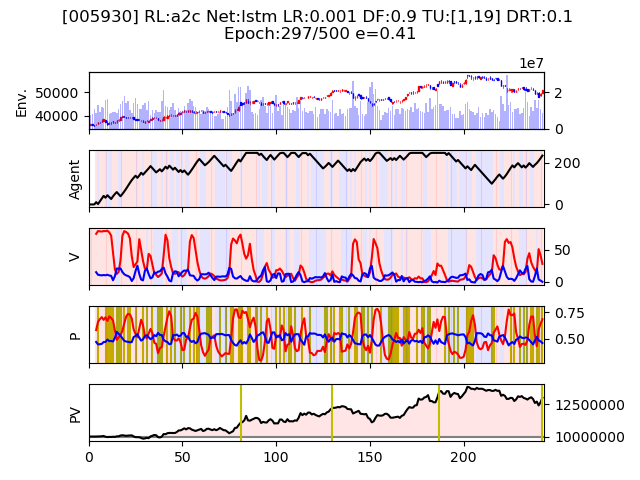 [005930] RL:a2c Net:lstm LR:0.001 DF:0.9 TU:[1,19] DRT:0.1
Epoch:297/500 e=0.41
1e7
Env.
50000
40000
2
0
Agent
200
0
V
50
0
P
0.75
0.50
PV
12500000
10000000
0 50 100 150 200